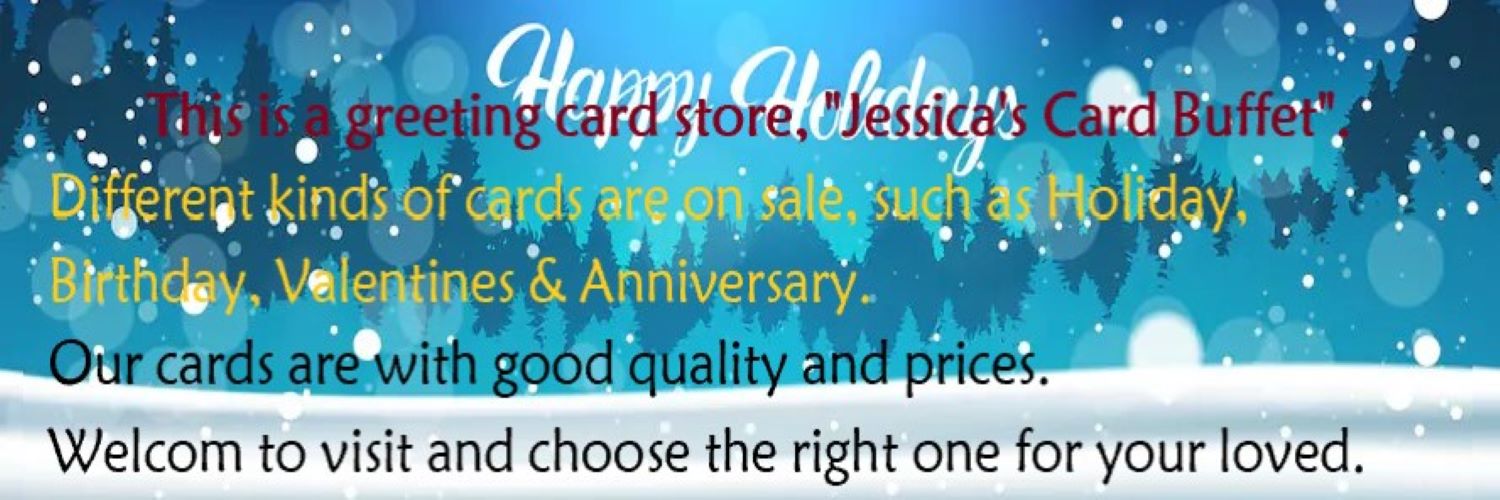 Happy Holidays
This is a greeting card store,"Jessica's Card Buffet".
Different kinds of cards are on sale, such as Holiday,
Birthday, Valentines & Anniversary.
Our cards are with good quality and prices.
Welcom to visit and choose the right one for your loved.